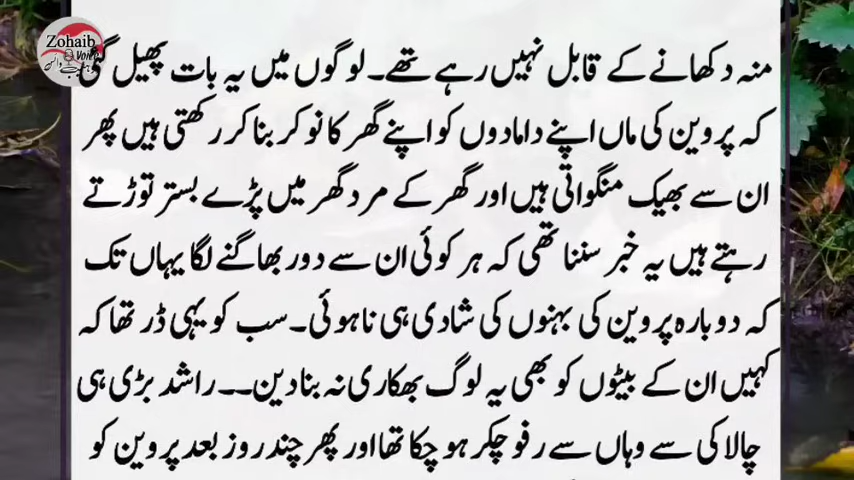 Zohaib
Voice
منہ دکھانے کے قابل نہیں رہے تھے۔ لوگوں میں یہ بات پھیل گئی
کہ پروین کی ماں اپنے دامادوں کو اپنے گھر کا نوکر بنا کر رکھتی ہیں پھر
ان سے بھیک منگواتی ہیں اور گھر کے مرد گھر میں پڑے بستر توڑتے
رہتے ہیں یہ خبر سننا تھی کہ ہر کوئی ان سے دور بھاگنے لگا یہاں تک
کہ دوبارہ پروین کی بہنوں کی شادی ہی نا ہوئی۔ سب کو یہی ڈر تھا کہ
کہیں ان کے بیٹوں کو بھی یہ لوگ بھکاری نہ بنا دیں۔۔ راشد بڑی ہی
چالاکی سے وہاں سے رفو چکر ہو چکا تھا اور پھر چند روز بعد پروین کو